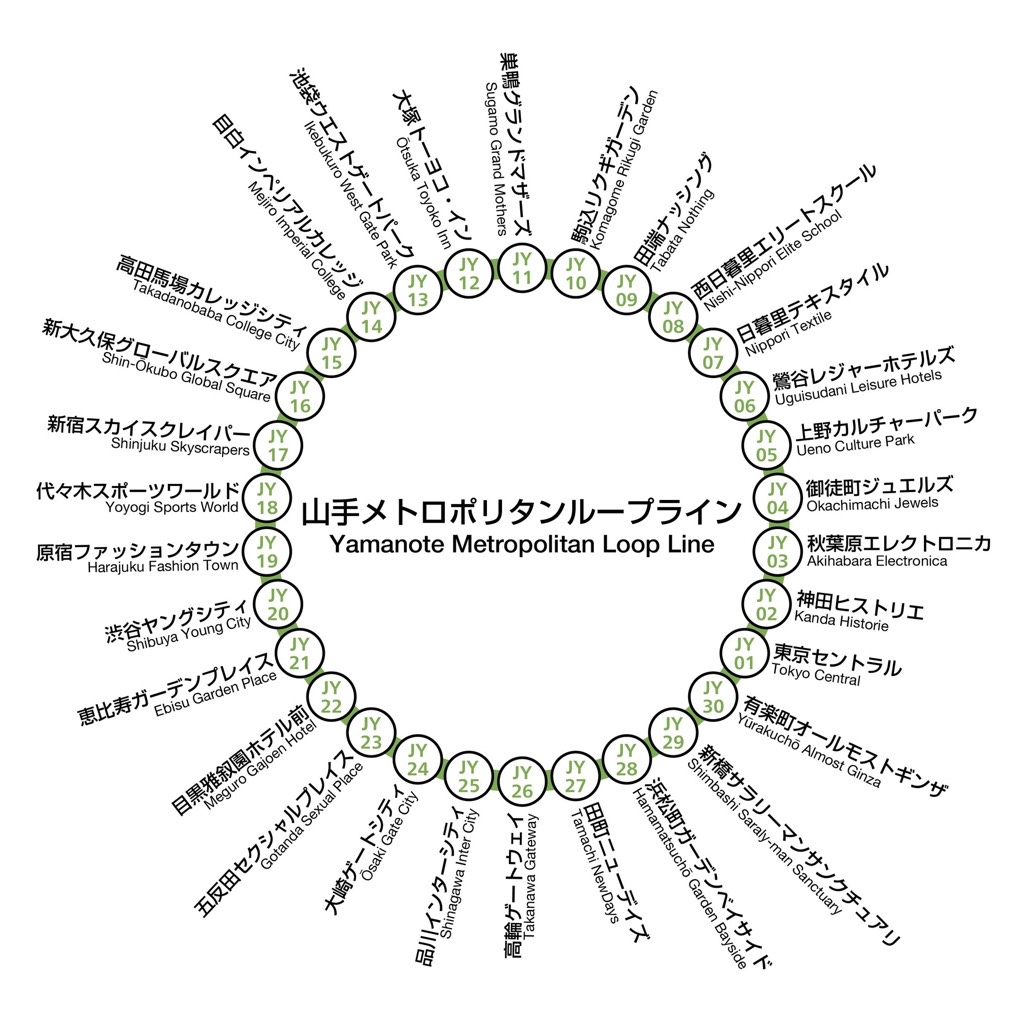 山手メトロポリタンループライン
Yamanote Metropolitan Loop Line
JY
01
東京セントラル
Tokyo Central
JY
02
神田ヒストリエ
Kanda Historie
JY
03
秋葉原エレクトロニカ
Akihabara Electronica
JY
04
御徒町ジュエルズ
Okachimachi Jewels
JY
05
上野カルチャーパーク
Ueno Culture Park
JY
06
鶯谷レジャーホテルズ
Uguisudani Leisure Hotels
JY
07
日暮里テキスタイル
Nippori Textile
JY
08
西日暮里エリートスクール
Nishi-Nippori Elite School
JY
09
田端ナッシング
Tabata Nothing
JY
10
駒込リクギガーデン
Komagome Rikugi Garden
JY
11
巣鴨グランドマザーズ
Sugamo Grand Mothers
JY
12
大塚トーヨコ・イン
Ōtsuka Toyoko Inn
JY
13
池袋ウエストゲートパーク
Ikebukuro West Gate Park
JY
14
目白インペリアルカレッジ
Mejiro Imperial College
JY
15
高田馬場カレッジシティ
Takadanobaba College City
JY
16
新大久保グローバルスクエア
Shin-Ōkubo Global Square
JY
17
新宿スカイスクレイパー
Shinjuku Skyscrapers
JY
18
代々木スポーツワールド
Yoyogi Sports World
JY
19
原宿ファッションタウン
Harajuku Fashion Town
JY
20
渋谷ヤングシティ
Shibuya Young City
JY
21
恵比寿ガーデンプレイス
Ebisu Garden Place
JY
22
目黒雅叙園ホテル前
Meguro Gajoen Hotel
JY
23
五反田セクシャルプレイス
Gotanda Sexual Place
JY
24
大崎ゲートシティ
Ōsaki Gate City
JY
25
品川インターシティ
Shinagawa Inter City
JY
26
高輪ゲートウェイ
Takanawa Gateway
JY
27
田町ニューデイズ
Tamachi NewDays
JY
28
浜松町ガーデンベイサイド
Hamamatsuchō Garden Bayside
JY
29
新橋サラリーマンサンクチュアリ
Shimbashi Saraly-man Sanctuary
JY
30
有楽町オールモストギンザ
Yūrakuchō Almost Ginza